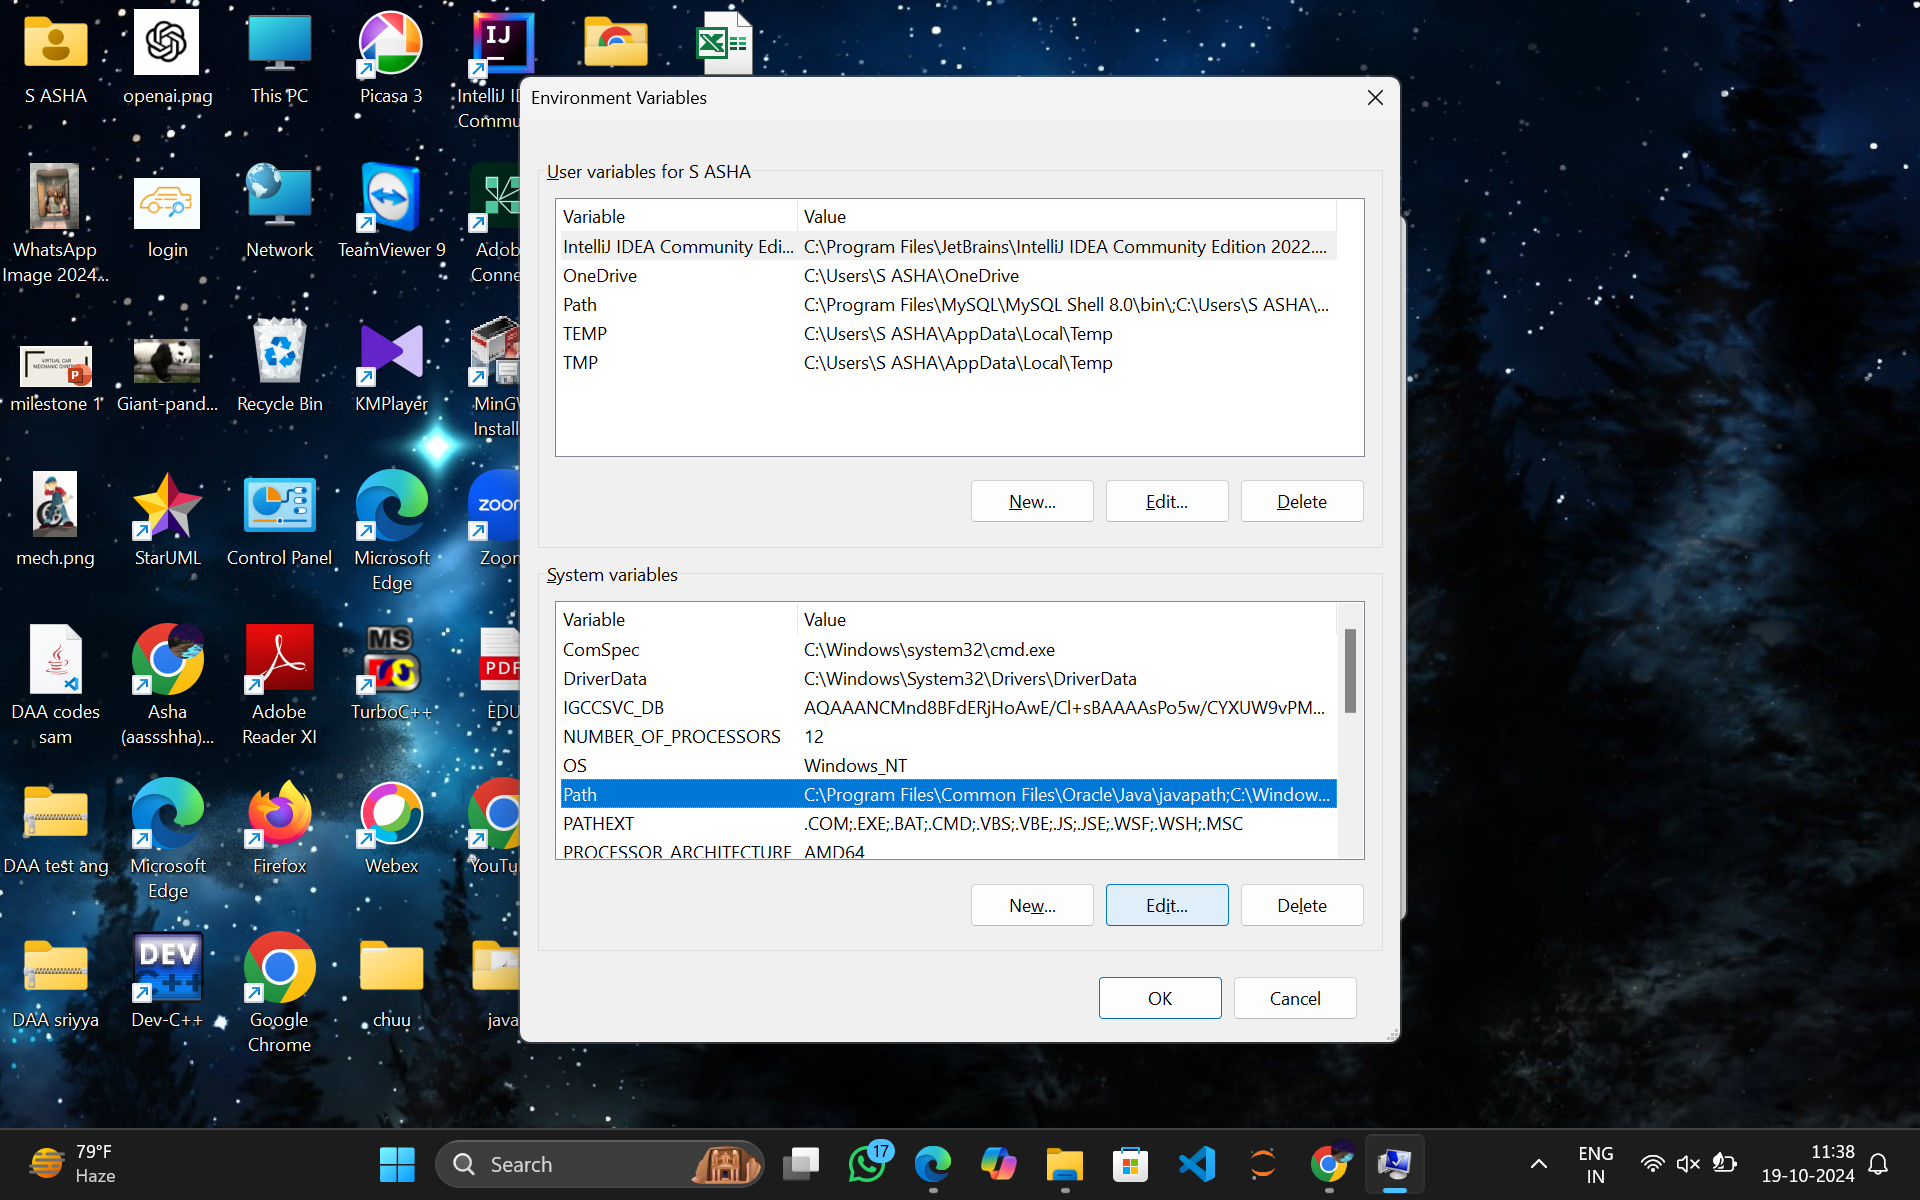 S ASHA
openai.png
This PC
Picasa 3
IntelliJ ID
Commu
WhatsApp
Image 2024...
login
Network
TeamViewer 9
Adob
Conne
milestone 1
Giant-pand...
Recycle Bin
KMPlayer
MinGW
Install
mech.png
StarUML
Control Panel
Microsoft
Edge
zoom
Zoom
DAA codes
sam
Asha
(aassshha)...
Adobe
Reader XI
MS
TurboC++
PDF
EDU
DAA test ang
Microsoft
Edge
Firefox
Webex
YouTu
DAA sriyya
DEV
C++
Dev-C++
Google
Chrome
chuu
java
Environment Variables
User variables for S ASHA
Variable Value
IntelliJ IDEA Community Edi... C:\Program Files\JetBrains\IntelliJ IDEA Community Edition 2022....
OneDrive C:\Users\S ASHA\OneDrive
Path C:\Program Files\MySQL\MySQL Shell 8.0\bin\;C:\Users\S ASHA\...
TEMP C:\Users\S ASHA\AppData\Local\Temp
TMP C:\Users\S ASHA\AppData\Local\Temp
New... Edit... Delete
System variables
Variable Value
ComSpec C:\Windows\system32\cmd.exe
DriverData C:\Windows\System32\Drivers\DriverData
IGCCSVC_DB AQAAANCMnd8BFdERjHoAwE/Cl+sBAAAAsPo5w/CYXUW9vPM...
NUMBER_OF_PROCESSORS 12
OS Windows_NT
Path C:\Program Files\Common Files\Oracle\Java\javapath;C:\Window...
PATHEXT .COM;.EXE;.BAT;.CMD;.VBS;.VBE;.JS;.JSE;.WSF;.WSH;.MSC
PROCESSOR_ARCHITECTURE AMD64
New... Edit... Delete
OK Cancel
79°F
Haze
Search
17
ENG
IN
11:38
19-10-2024